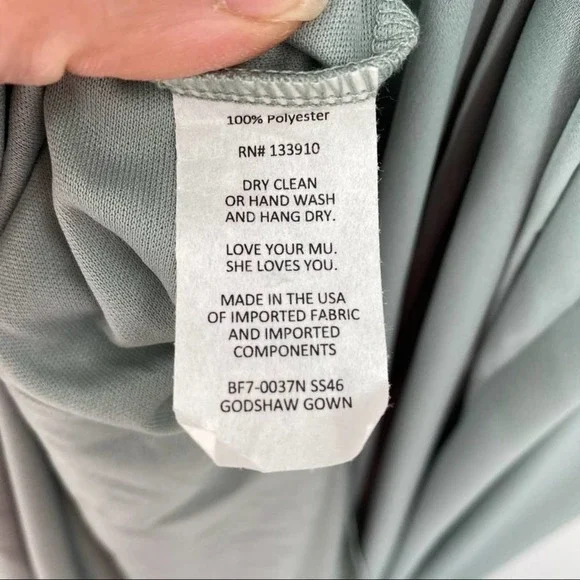 100% Polyester
RN# 133910
DRY CLEAN
OR HAND WASH
AND HANG DRY.
LOVE YOUR MU.
SHE LOVES YOU.
MADE IN THE USA
OF IMPORTED FABRIC
AND IMPORTED
COMPONENTS
BF7-0037N SS46
GODSHAW GOWN